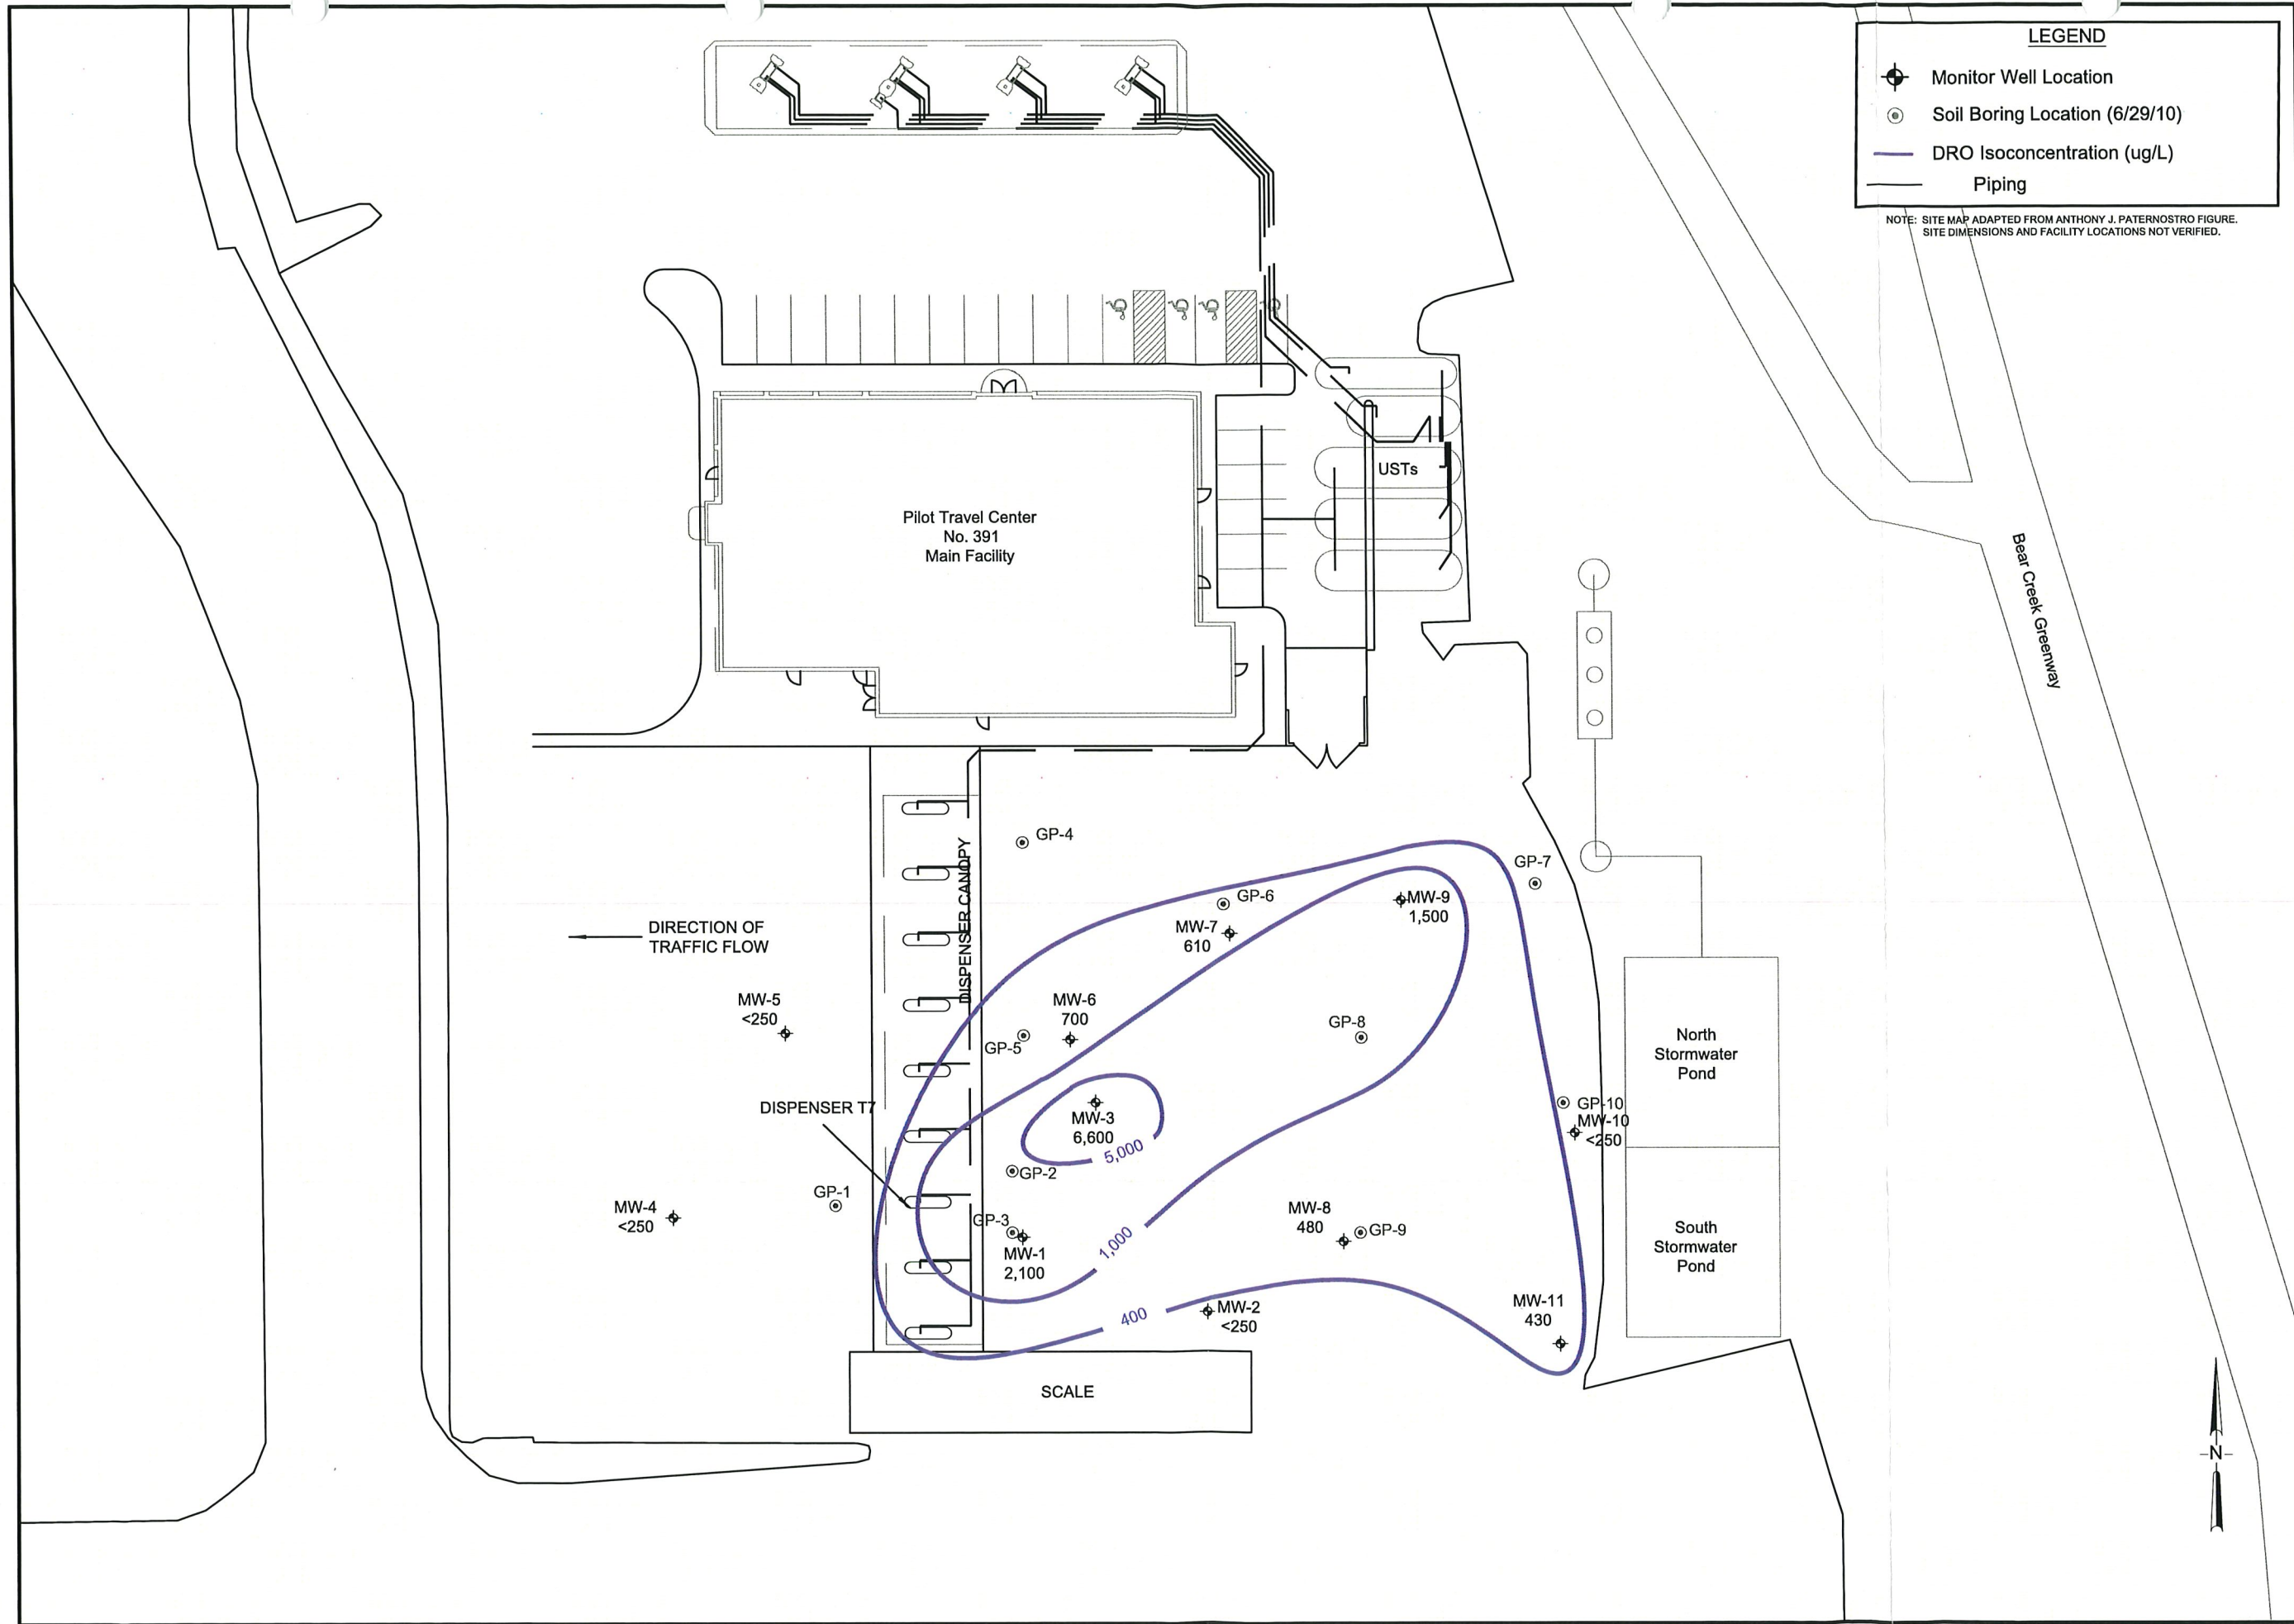 LEGEND
Monitor Well Location
Soil Boring Location (6/29/10)
DRO Isoconcentration (ug/L)
Piping
NOTE: SITE MAP ADAPTED FROM ANTHONY J. PATERNOSTRO FIGURE.
SITE DIMENSIONS AND FACILITY LOCATIONS NOT VERIFIED.
USTs
Pilot Travel Center
No. 391
Main Facility
Bear Creek Greenway
GP-4
DISPENSER CANOPY
GP-7
GP-6
MW-9
1,500
MW-7
610
DIRECTION OF
TRAFFIC FLOW
MW-5
<250
MW-6
700
GP-5
GP-8
North
Stormwater
Pond
DISPENSER T7
MW-3
6,600
5,000
GP-10
MW-10
<250
GP-2
GP-1
MW-4
<250
GP-3
MW-1
2,100
1,000
MW-8
480
GP-9
South
Stormwater
Pond
400
MW-2
<250
MW-11
430
SCALE
N